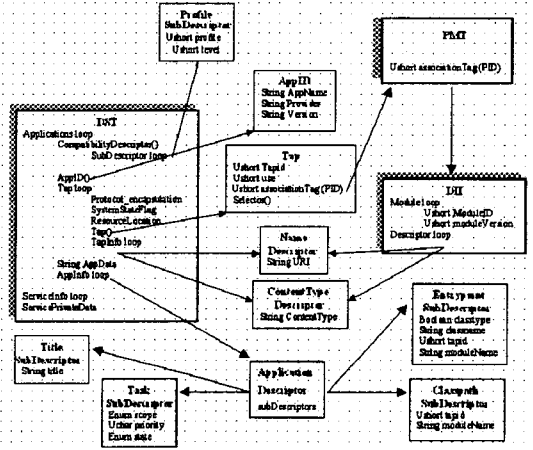 Profile
SubDescriptor
Ushort profile
Ushort level
PMT
Ushort associationTag(PID)
AppID
String AppName
String Provider
String Version
DST
Applications loop
CompatibilityDescriptor()
SubDescriptor loop
AppID()
Tap loop
Protocol_encapsulation
SystemStateFlag
ResourceLocation
Tap()
TapInfo loop
String AppData
AppInfo loop
ServiceInfo loop
ServicePrivateData
Tap
Ushort Tapid
Ushort use
Ushort associationTag(PID)
Selector()
DII
Module loop
Ushort ModuleID
Ushort moduleVersion
Descriptor loop
Name
Descriptor
String URI
ContentType
Descriptor
String ContentType
Entrypoint
SubDescriptor
Boolean classtype
String classname
Ushort tapid
String moduleName
Title
SubDescriptor
String title
Application
Descriptor
subDescriptors
Task
SubDescriptor
Enum scope
Uchar priority
Enum state
Classpath
SubDescriptor
Ushort tapid
String moduleName